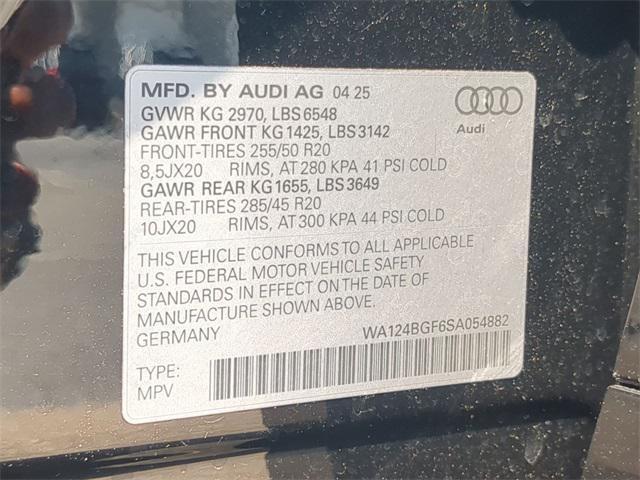 MFD. BY AUDI AG 04 25
GVWR KG 2970, LBS 6548
GAWR FRONT KG 1425, LBS 3142
FRONT-TIRES 255/50 R20
8,5JX20 RIMS, AT 280 KPA 41 PSI COLD
GAWR REAR KG 1655, LBS 3649
REAR-TIRES 285/45 R20
10JX20 RIMS, AT 300 KPA 44 PSI COLD
Audi
THIS VEHICLE CONFORMS TO ALL APPLICABLE
U.S. FEDERAL MOTOR VEHICLE SAFETY
STANDARDS IN EFFECT ON THE DATE OF
MANUFACTURE SHOWN ABOVE.
GERMANY
WA124BGF6SA054882
TYPE:
MPV